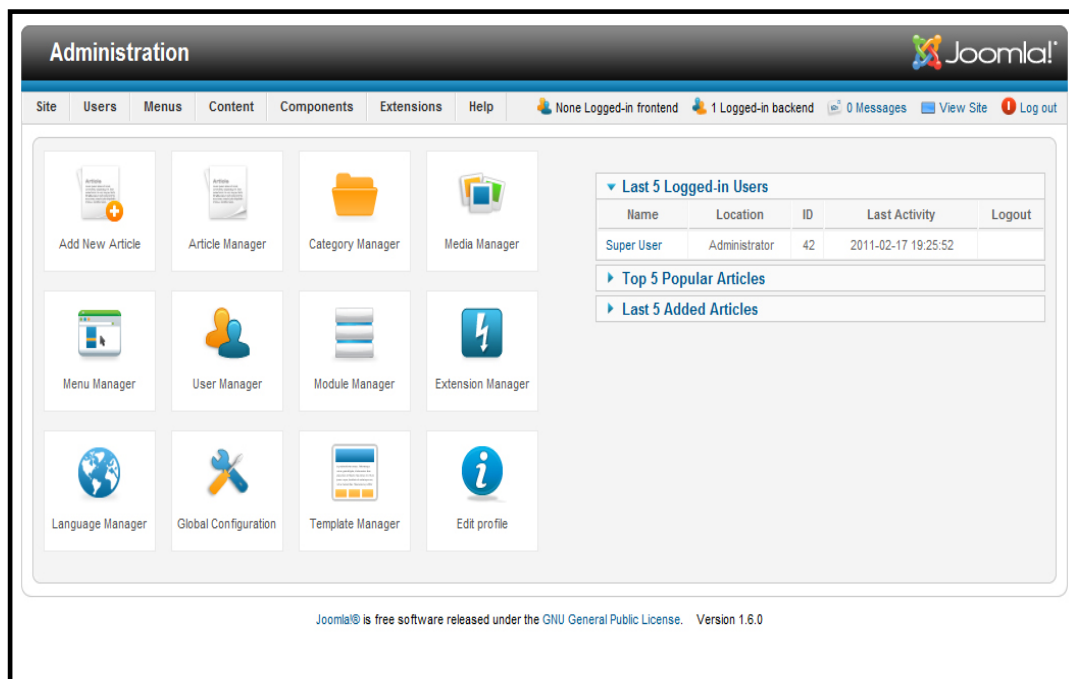 Administration
Joomla!
Site Users Menus Content Components Extensions Help None Logged-in frontend 1 Logged-in backend 0 Messages View Site Log out
Add New Article Article Manager Category Manager Media Manager
Menu Manager User Manager Module Manager Extension Manager
Language Manager Global Configuration Template Manager Edit profile
Last 5 Logged-in Users
Name Location ID Last Activity Logout
Super User Administrator 42 2011-02-17 19:25:52
Top 5 Popular Articles
Last 5 Added Articles
Joomla!® is free software released under the GNU General Public License. Version 1.6.0